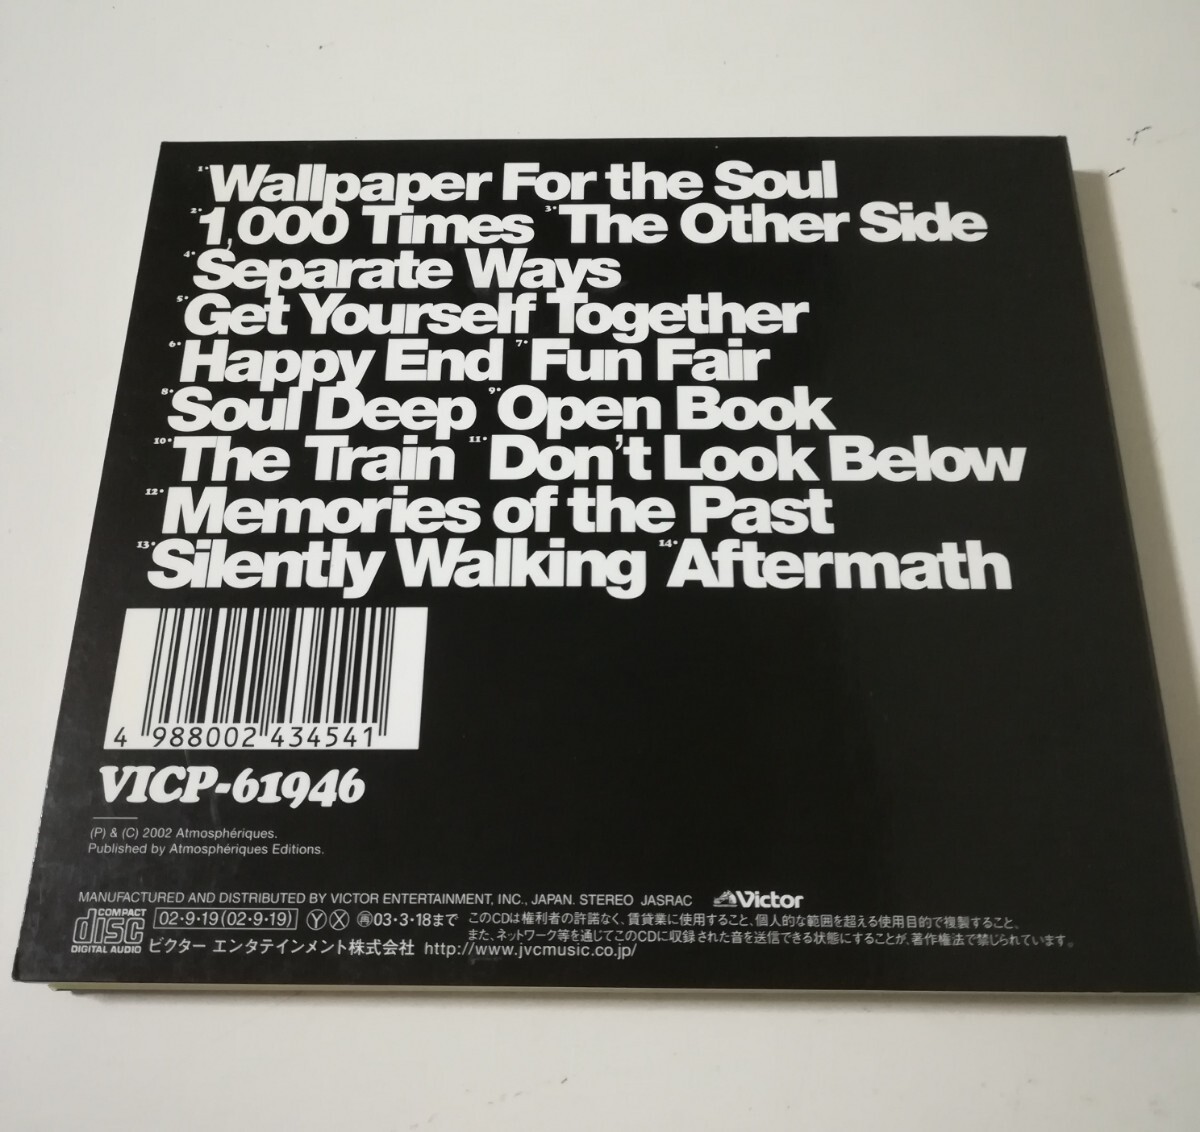 1. Wallpaper For the Soul
2. 1,000 Times 3. The Other Side
4. Separate Ways
5. Get Yourself Together
6. Happy End 7. Fun Fair
8. Soul Deep 9. Open Book
10. The Train 11. Don't Look Below
12. Memories of the Past
13. Silently Walking 14. Aftermath
4 988002 434541
VICP-61946
(P) & (C) 2002 Atmosphériques.
Published by Atmosphériques Editions.
MANUFACTURED AND DISTRIBUTED BY VICTOR ENTERTAINMENT, INC., JAPAN. STEREO JASRAC Victor
COMPACT disc DIGITAL AUDIO
02・9・19(02・9・19) Ⓨ Ⓧ ㊢03・3・18まで このCDは権利者の許諾なく、賃貸業に使用すること、個人的な範囲を超える使用目的で複製すること、
また、ネットワーク等を通じてこのCDに収録された音を送信できる状態にすることが、著作権法で禁じられています。
ビクター エンタテインメント株式会社 http://www.jvcmusic.co.jp/